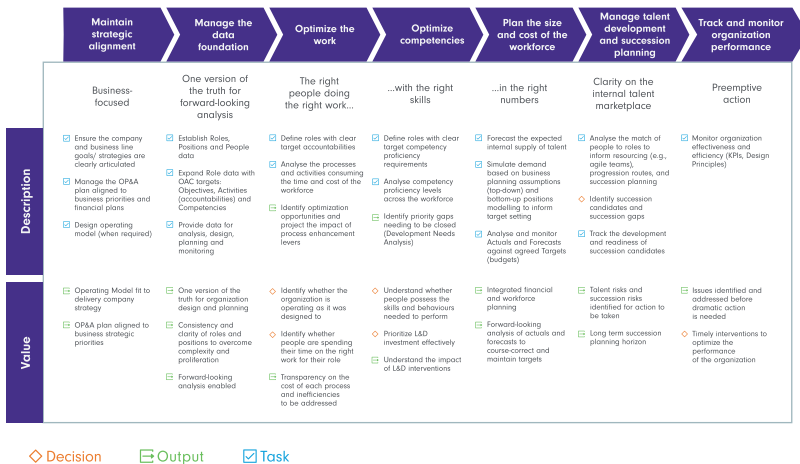 Maintain
strategic
alignment
Manage the
data
foundation
Optimize the
work
Optimize
competencies
Plan the size
and cost of the
workforce
Manage talent
development
and succession
planning
Track and monitor
organization
performance
Business-
focused
One version of
the truth for
forward-looking
analysis
The right
people doing
the right work...
...with the right
skills
...in the right
numbers
Clarity on the
internal talent
marketplace
Preemptive
action
Description
Ensure the company
and business line
goals/ strategies are
clearly articulated
Manage the OP&A
plan aligned to
business priorities and
financial plans
Design operating
model (when required)
Establish Roles,
Positions and People
data
Expand Role data with
OAC targets:
Objectives, Activities
(accountabilities) and
Competencies
Provide data for
analysis, design,
planning and
monitoring
Define roles with clear
target accountabilities
Analyse the processes
and activities consuming
the time and cost of the
workforce
Identify optimization
opportunities and
project the impact of
process enhancement
levers
Define roles with clear
target competency
proficiency
requirements
Analyse competency
proficiency levels
across the workforce
Identify priority gaps
needing to be closed
(Development Needs
Analysis)
Forecast the expected
internal supply of talent
Simulate demand
based on business
planning assumptions
(top-down) and
bottom-up positions
modelling to inform
target setting
Analyse and monitor
Actuals and Forecasts
against agreed Targets
(budgets)
Analyse the match of
people to roles to
inform resourcing (e.g.,
agile teams),
progression routes, and
succession planning
Identify succession
candidates and
succession gaps
Track the development
and readiness of
succession candidates
Monitor organization
effectiveness and
efficiency (KPIs, Design
Principles)
Value
Operating Model fit to
delivery company
strategy
OP&A plan aligned to
business strategic
priorities
One version of the
truth for organization
design and planning
Consistency and
clarity of roles and
positions to overcome
complexity and
proliferation
Forward-looking
analysis enabled
Identify whether the
organization is
operating as it was
designed to
Identify whether
people are spending
their time on the right
work for their role
Transparency on the
cost of each process
and inefficiencies
to be addressed
Understand whether
people possess the
skills and behaviours
needed to perform
Prioritize L&D
investment effectively
Understand the impact
of L&D interventions
Integrated financial
and workforce
planning
Forward-looking
analysis of actuals and
forecasts to
course-correct and
maintain targets
Talent risks and
succession risks
identified for action to
be taken
Long term succession
planning horizon
Issues identified and
addressed before
dramatic action
is needed
Timely interventions to
optimize the
performance
of the organization
Decision
Output
Task